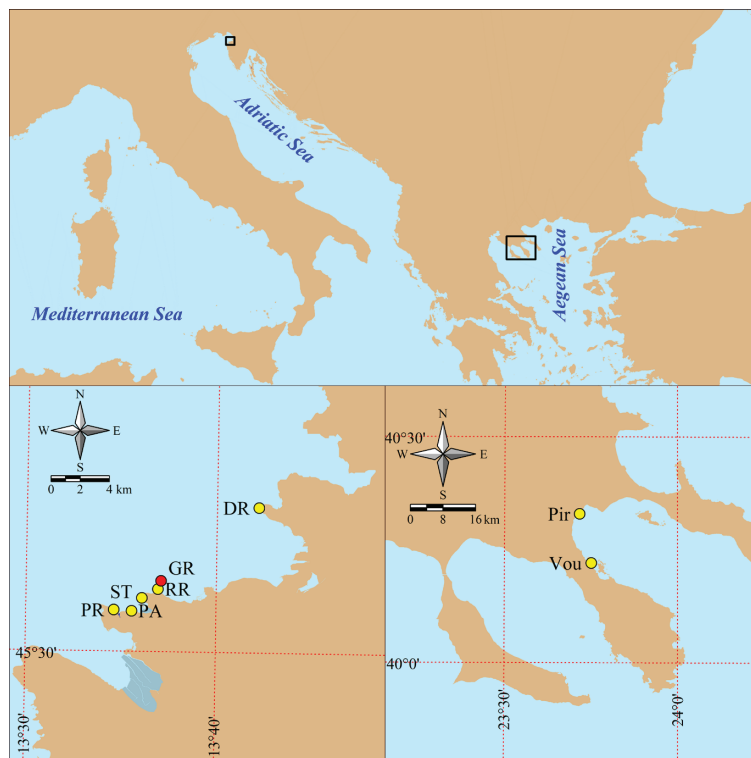 Adriatic Sea
Aegean Sea
Mediterranean Sea
N
W E
S
0 2 4 km
DR
GR
ST
RR
PR
PA
45°30'
13°30'
13°40'
N
40°30'
W E
S
0 8 16 km
Pir
Vou
40°0'
23°30'
24°0'